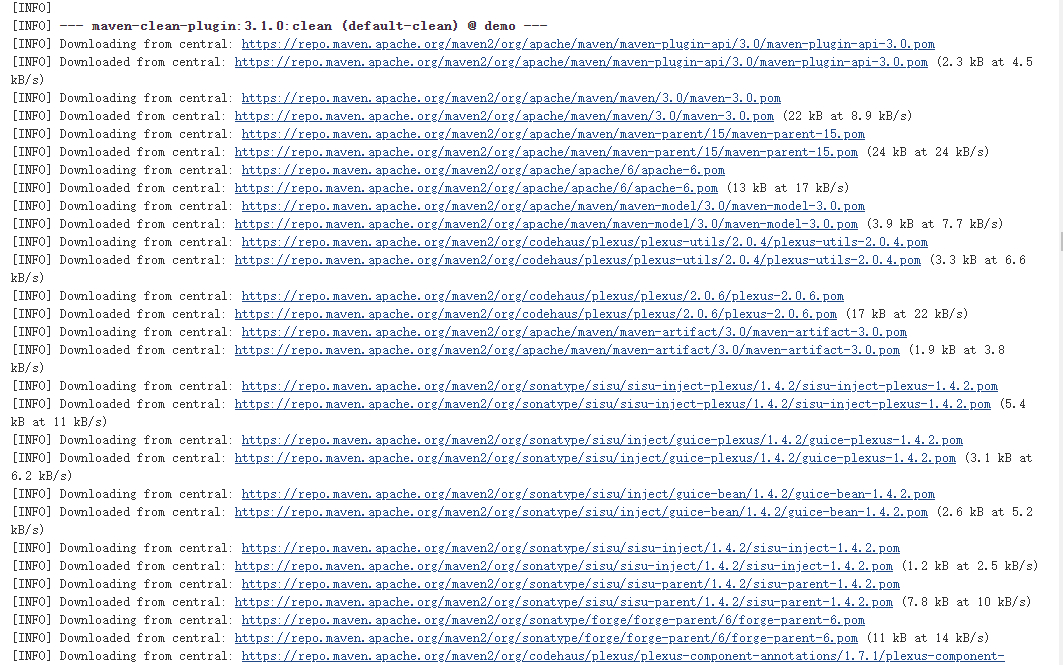 [INFO]
[INFO] --- maven-clean-plugin:3.1.0:clean (default-clean) @ demo ---
[INFO] Downloading from central: https://repo.maven.apache.org/maven2/org/apache/maven/maven-plugin-api/3.0/maven-plugin-api-3.0.pom
[INFO] Downloaded from central: https://repo.maven.apache.org/maven2/org/apache/maven/maven-plugin-api/3.0/maven-plugin-api-3.0.pom (2.3 kB at 4.5
kB/s)
[INFO] Downloading from central: https://repo.maven.apache.org/maven2/org/apache/maven/maven/3.0/maven-3.0.pom
[INFO] Downloaded from central: https://repo.maven.apache.org/maven2/org/apache/maven/maven/3.0/maven-3.0.pom (22 kB at 8.9 kB/s)
[INFO] Downloading from central: https://repo.maven.apache.org/maven2/org/apache/maven/maven-parent/15/maven-parent-15.pom
[INFO] Downloaded from central: https://repo.maven.apache.org/maven2/org/apache/maven/maven-parent/15/maven-parent-15.pom (24 kB at 24 kB/s)
[INFO] Downloading from central: https://repo.maven.apache.org/maven2/org/apache/apache/6/apache-6.pom
[INFO] Downloaded from central: https://repo.maven.apache.org/maven2/org/apache/apache/6/apache-6.pom (13 kB at 17 kB/s)
[INFO] Downloading from central: https://repo.maven.apache.org/maven2/org/apache/maven/maven-model/3.0/maven-model-3.0.pom
[INFO] Downloaded from central: https://repo.maven.apache.org/maven2/org/apache/maven/maven-model/3.0/maven-model-3.0.pom (3.9 kB at 7.7 kB/s)
[INFO] Downloading from central: https://repo.maven.apache.org/maven2/org/codehaus/plexus/plexus-utils/2.0.4/plexus-utils-2.0.4.pom
[INFO] Downloaded from central: https://repo.maven.apache.org/maven2/org/codehaus/plexus/plexus-utils/2.0.4/plexus-utils-2.0.4.pom (3.3 kB at 6.6
kB/s)
[INFO] Downloading from central: https://repo.maven.apache.org/maven2/org/codehaus/plexus/plexus/2.0.6/plexus-2.0.6.pom
[INFO] Downloaded from central: https://repo.maven.apache.org/maven2/org/codehaus/plexus/plexus/2.0.6/plexus-2.0.6.pom (17 kB at 22 kB/s)
[INFO] Downloading from central: https://repo.maven.apache.org/maven2/org/apache/maven/maven-artifact/3.0/maven-artifact-3.0.pom
[INFO] Downloaded from central: https://repo.maven.apache.org/maven2/org/apache/maven/maven-artifact/3.0/maven-artifact-3.0.pom (1.9 kB at 3.8
kB/s)
[INFO] Downloading from central: https://repo.maven.apache.org/maven2/org/sonatype/sisu/sisu-inject-plexus/1.4.2/sisu-inject-plexus-1.4.2.pom
[INFO] Downloaded from central: https://repo.maven.apache.org/maven2/org/sonatype/sisu/sisu-inject-plexus/1.4.2/sisu-inject-plexus-1.4.2.pom (5.4
kB at 11 kB/s)
[INFO] Downloading from central: https://repo.maven.apache.org/maven2/org/sonatype/sisu/inject/guice-plexus/1.4.2/guice-plexus-1.4.2.pom
[INFO] Downloaded from central: https://repo.maven.apache.org/maven2/org/sonatype/sisu/inject/guice-plexus/1.4.2/guice-plexus-1.4.2.pom (3.1 kB at
6.2 kB/s)
[INFO] Downloading from central: https://repo.maven.apache.org/maven2/org/sonatype/sisu/inject/guice-bean/1.4.2/guice-bean-1.4.2.pom
[INFO] Downloaded from central: https://repo.maven.apache.org/maven2/org/sonatype/sisu/inject/guice-bean/1.4.2/guice-bean-1.4.2.pom (2.6 kB at 5.2
kB/s)
[INFO] Downloading from central: https://repo.maven.apache.org/maven2/org/sonatype/sisu/sisu-inject/1.4.2/sisu-inject-1.4.2.pom
[INFO] Downloaded from central: https://repo.maven.apache.org/maven2/org/sonatype/sisu/sisu-inject/1.4.2/sisu-inject-1.4.2.pom (1.2 kB at 2.5 kB/s)
[INFO] Downloading from central: https://repo.maven.apache.org/maven2/org/sonatype/sisu/sisu-parent/1.4.2/sisu-parent-1.4.2.pom
[INFO] Downloaded from central: https://repo.maven.apache.org/maven2/org/sonatype/sisu/sisu-parent/1.4.2/sisu-parent-1.4.2.pom (7.8 kB at 10 kB/s)
[INFO] Downloading from central: https://repo.maven.apache.org/maven2/org/sonatype/forge/forge-parent/6/forge-parent-6.pom
[INFO] Downloaded from central: https://repo.maven.apache.org/maven2/org/sonatype/forge/forge-parent/6/forge-parent-6.pom (11 kB at 14 kB/s)
[INFO] Downloading from central: https://repo.maven.apache.org/maven2/org/codehaus/plexus/plexus-component-annotations/1.7.1/plexus-component-